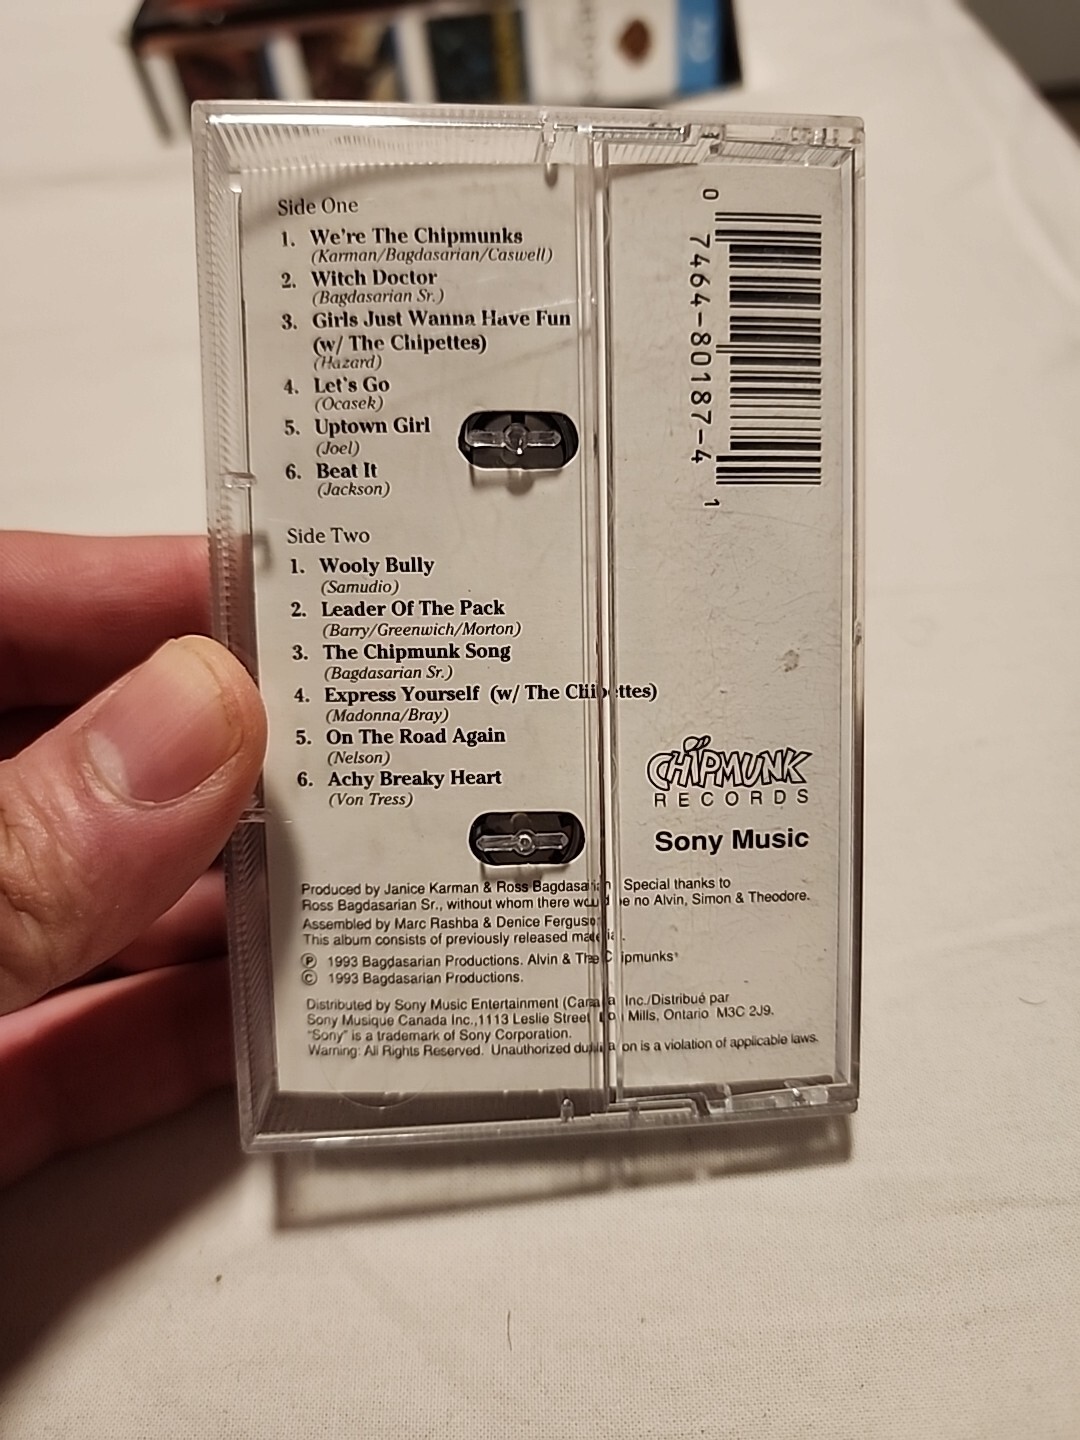 Side One
1. We're The Chipmunks
(Karman/Bagdasarian/Caswell)
2. Witch Doctor
(Bagdasarian Sr.)
3. Girls Just Wanna Have Fun
(w/ The Chipettes)
(Hazard)
4. Let's Go
(Ocasek)
5. Uptown Girl
(Joel)
6. Beat It
(Jackson)
Side Two
1. Wooly Bully
(Samudio)
2. Leader Of The Pack
(Barry/Greenwich/Morton)
3. The Chipmunk Song
(Bagdasarian Sr.)
4. Express Yourself (w/ The Chipettes)
(Madonna/Bray)
5. On The Road Again
(Nelson)
6. Achy Breaky Heart
(Von Tress)
0 7464-80187-4 1
CHIPMUNK
RECORDS
Sony Music
Produced by Janice Karman & Ross Bagdasarian Special thanks to
Ross Bagdasarian Sr., without whom there would be no Alvin, Simon & Theodore.
Assembled by Marc Rashba & Denice Ferguson
This album consists of previously released material.
Ⓟ 1993 Bagdasarian Productions. Alvin & The Chipmunks
© 1993 Bagdasarian Productions.
Distributed by Sony Music Entertainment (Canada Inc./Distribué par
Sony Musique Canada Inc.,1113 Leslie Street Don Mills, Ontario M3C 2J9.
"Sony" is a trademark of Sony Corporation.
Warning: All Rights Reserved. Unauthorized duplication is a violation of applicable laws.